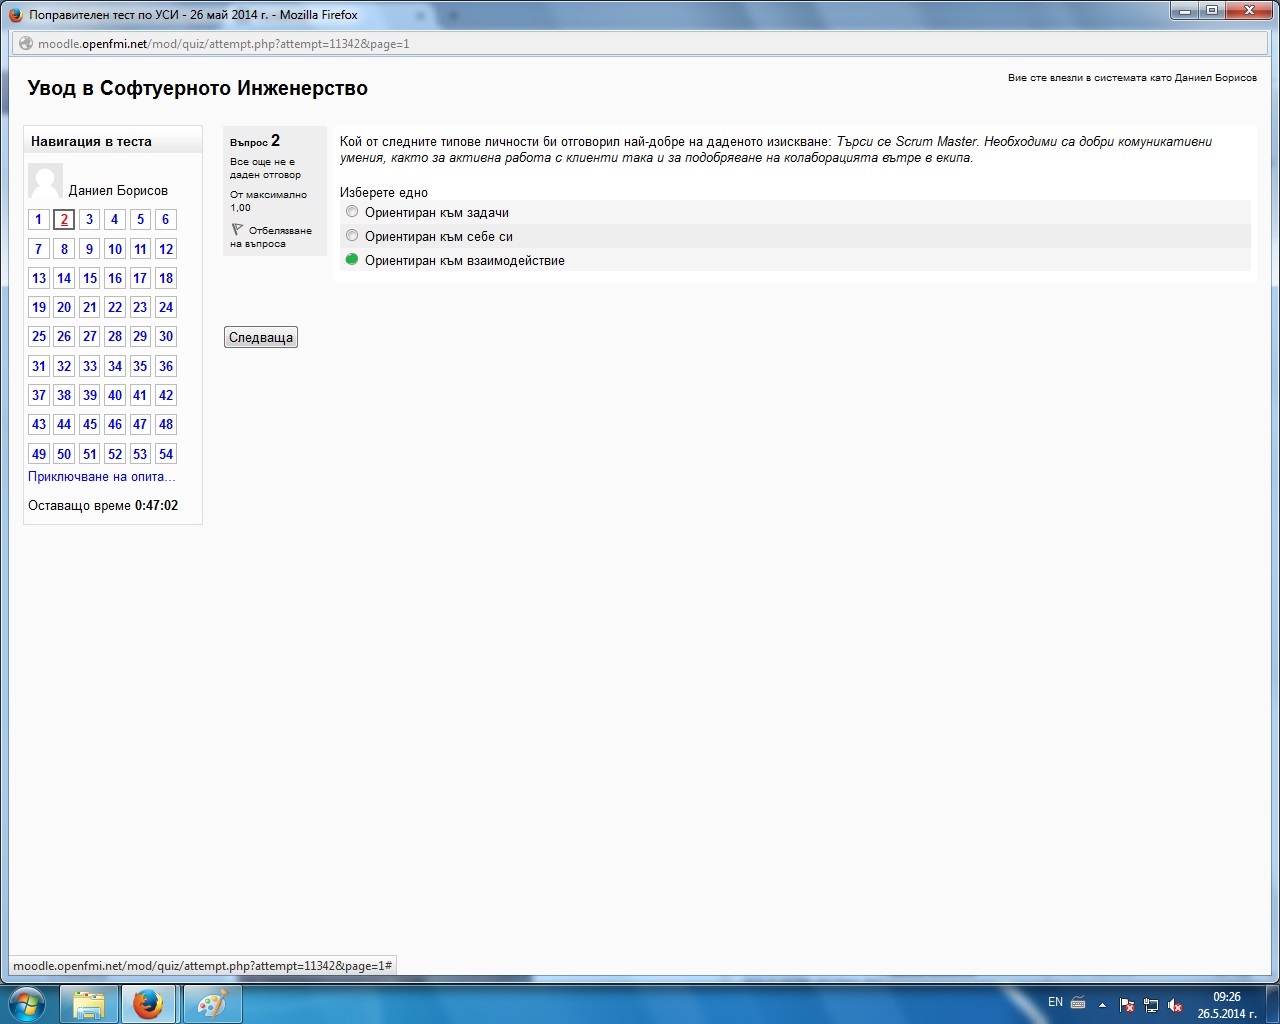 Поправителен тест по УСИ - 26 май 2014 г. - Mozilla Firefox
moodle.openfmi.net/mod/quiz/attempt.php?attempt=11342&page=1
Увод в Софтуерното Инженерство
Вие сте влезли в системата като Даниел Борисов
Навигация в теста
Даниел Борисов
1 2 3 4 5 6
7 8 9 10 11 12
13 14 15 16 17 18
19 20 21 22 23 24
25 26 27 28 29 30
31 32 33 34 35 36
37 38 39 40 41 42
43 44 45 46 47 48
49 50 51 52 53 54
Приключване на опита...
Оставащо време 0:47:02
Въпрос 2
Все още не е
даден отговор
От максимално
1,00
Отбелязване
на въпроса
Кой от следните типове личности би отговорил най-добре на даденото изискване: Търси се Scrum Master. Необходими са добри комуникативни
умения, както за активна работа с клиенти така и за подобряване на колаборацията вътре в екипа.
Изберете едно
Ориентиран към задачи
Ориентиран към себе си
Ориентиран към взаимодействие
Следваща
moodle.openfmi.net/mod/quiz/attempt.php?attempt=11342&page=1#
EN
09:26
26.5.2014 г.